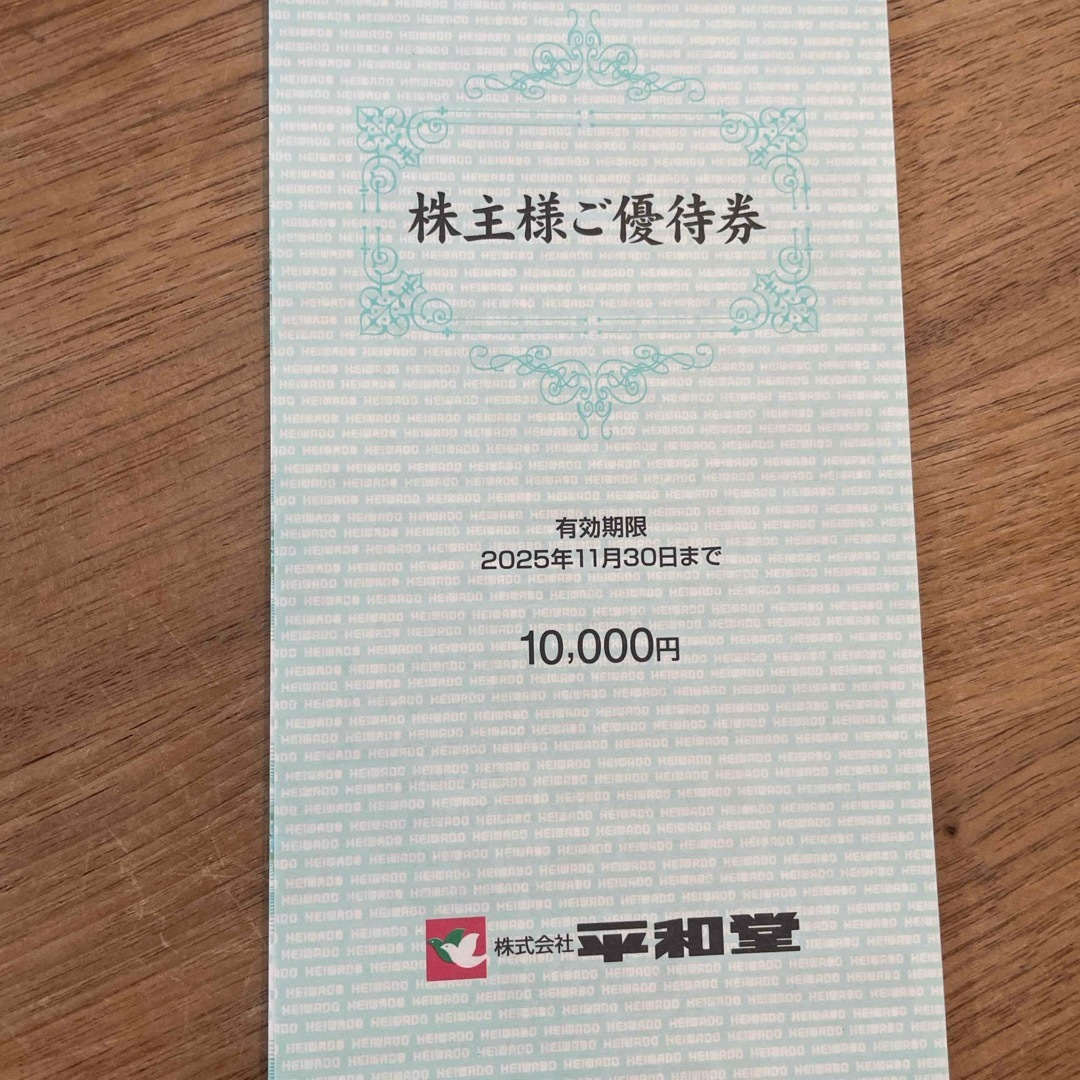 株主様ご優待券
有効期限
2025年11月30日まで
10,000円
株式会社 平和堂